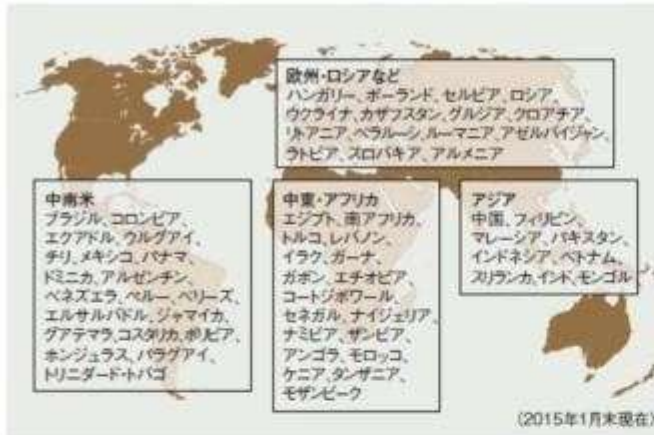 欧州・ロシアなど
ハンガリー、ポーランド、セルビア、ロシア、
ウクライナ、カザフスタン、グルジア、クロアチア、
リトアニア、ベラルーシ、ルーマニア、アゼルバイジャン、
ラトビア、スロバキア、アルメニア
中南米
ブラジル、コロンビア、
エクアドル、ウルグアイ、
チリ、メキシコ、パナマ、
ドミニカ、アルゼンチン、
ベネズエラ、ペルー、ベリーズ、
エルサルバドル、ジャマイカ、
グアテマラ、コスタリカ、ボリビア、
ホンジュラス、パラグアイ、
トリニダード・トバゴ
中東・アフリカ
エジプト、南アフリカ、
トルコ、レバノン、
イラク、ガーナ、
ガボン、エチオピア、
コートジボワール、
セネガル、ナイジェリア、
ナミビア、ザンビア、
アンゴラ、モロッコ、
ケニア、タンザニア、
モザンビーク
アジア
中国、フィリピン、
マレーシア、パキスタン、
インドネシア、ベトナム、
スリランカ、インド、モンゴル
(2015年1月末現在)